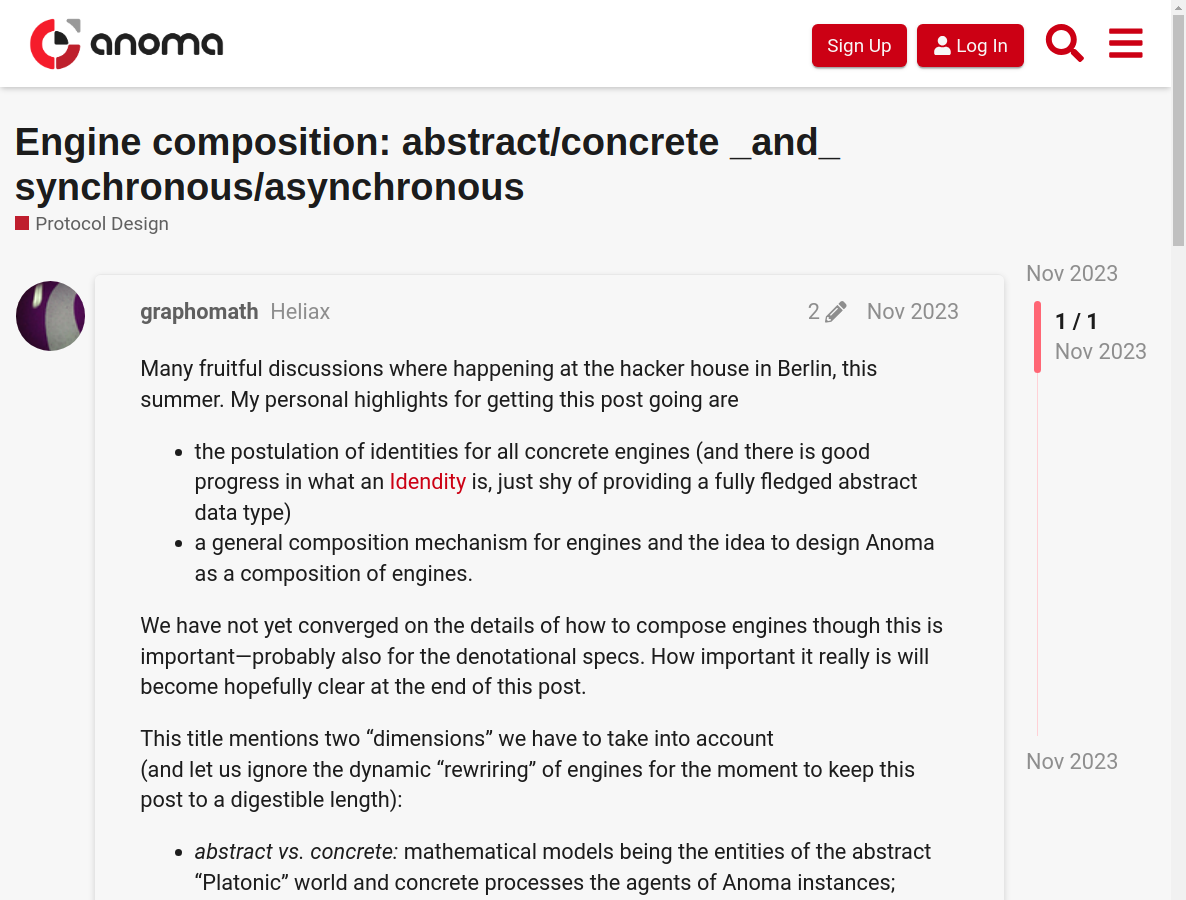 anoma
Sign Up
Log In
Engine composition: abstract/concrete _and_
synchronous/asynchronous
Protocol Design
Nov 2023
graphomath Heliax
2
Nov 2023
1 / 1
Nov 2023
Many fruitful discussions where happening at the hacker house in Berlin, this
summer. My personal highlights for getting this post going are
• the postulation of identities for all concrete engines (and there is good
progress in what an Idendity is, just shy of providing a fully fledged abstract
data type)
• a general composition mechanism for engines and the idea to design Anoma
as a composition of engines.
We have not yet converged on the details of how to compose engines though this is
important—probably also for the denotational specs. How important it really is will
become hopefully clear at the end of this post.
This title mentions two “dimensions” we have to take into account
(and let us ignore the dynamic “rewriring” of engines for the moment to keep this
post to a digestible length):
Nov 2023
• abstract vs. concrete: mathematical models being the entities of the abstract
“Platonic” world and concrete processes the agents of Anoma instances;